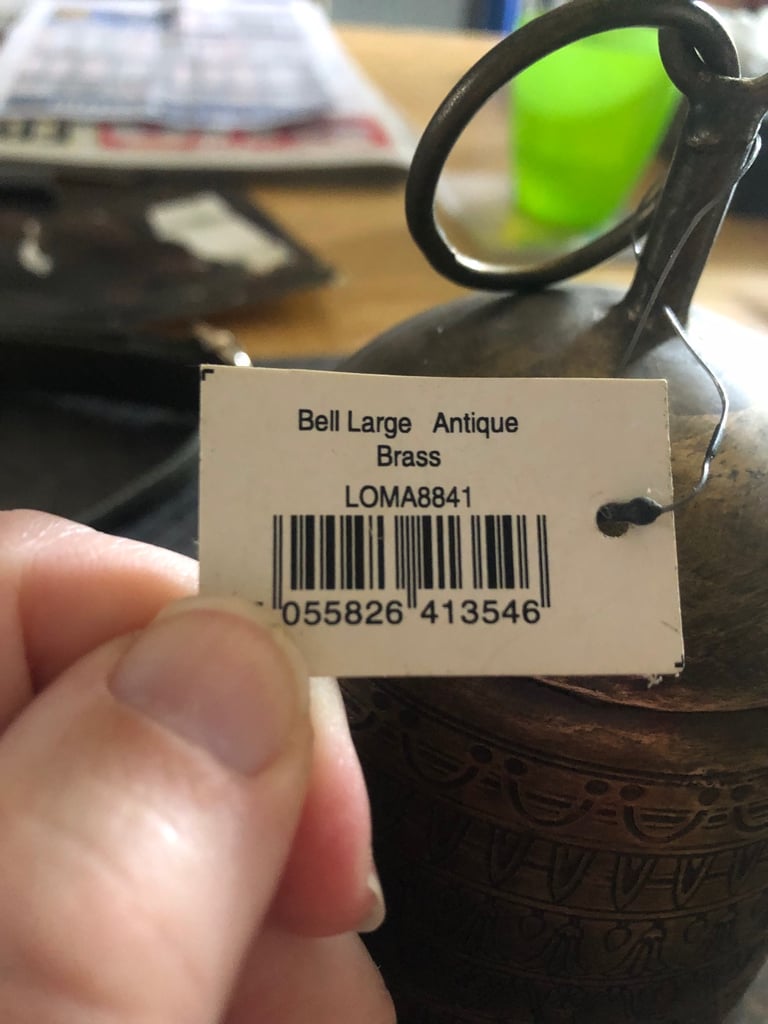 Bell Large Antique
Brass
LOMA8841
055826 413546